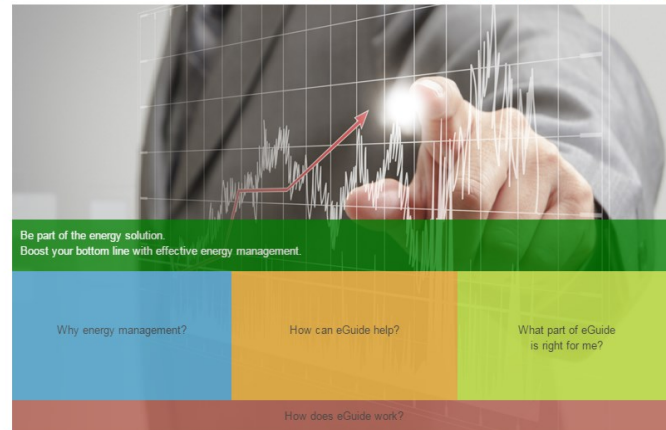 Be part of the energy solution.
Boost your bottom line with effective energy management.
Why energy management?
How can eGuide help?
What part of eGuide
is right for me?
How does eGuide work?